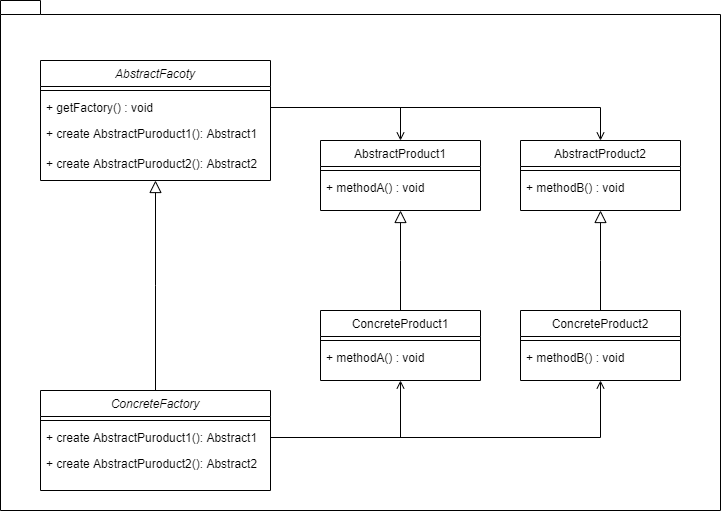 AbstractFacoty
+ getFactory() : void
+ create AbstractPuroduct1(): Abstract1
+ create AbstractPuroduct2(): Abstract2
AbstractProduct1
+ methodA() : void
AbstractProduct2
+ methodB() : void
ConcreteProduct1
+ methodA() : void
ConcreteProduct2
+ methodB() : void
ConcreteFactory
+ create AbstractPuroduct1(): Abstract1
+ create AbstractPuroduct2(): Abstract2